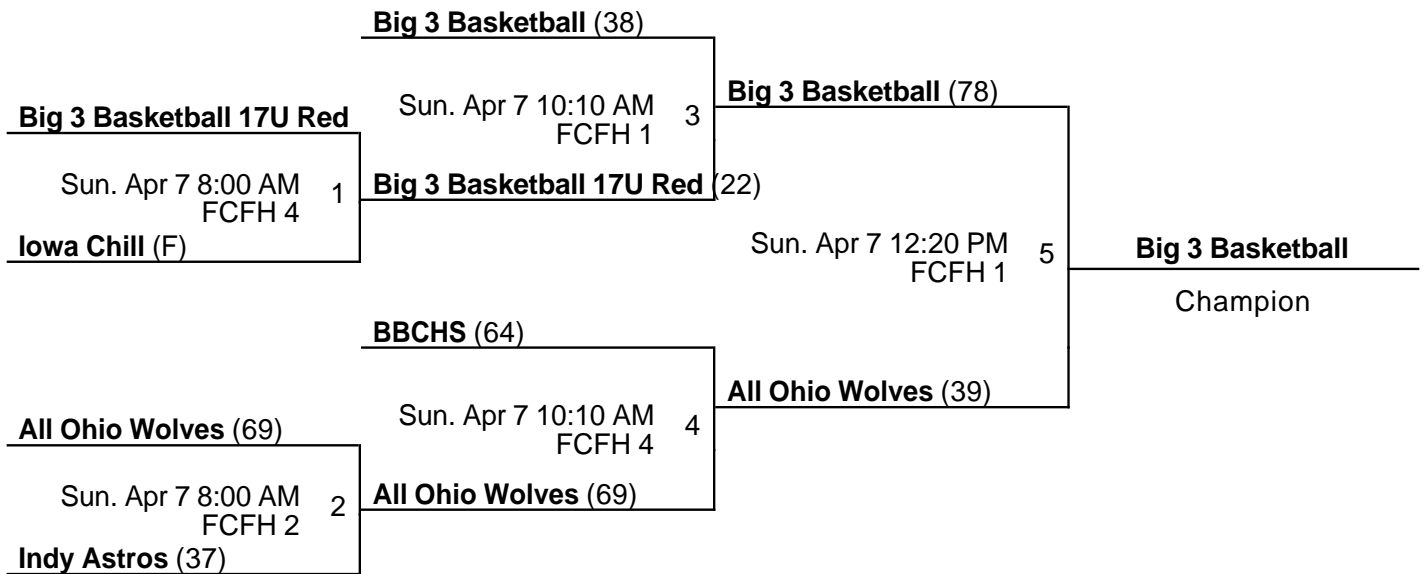 Big 3 Basketball (38)
Sun. Apr 7 10:10 AM 3
FCFH 1
Big 3 Basketball (78)
Big 3 Basketball 17U Red
Sun. Apr 7 8:00 AM 1
FCFH 4
Big 3 Basketball 17U Red (22)
Iowa Chill (F)
Sun. Apr 7 12:20 PM 5
FCFH 1
Big 3 Basketball
Champion
BBCHS (64)
All Ohio Wolves (39)
Sun. Apr 7 10:10 AM 4
FCFH 4
All Ohio Wolves (69)
Sun. Apr 7 8:00 AM 2
FCFH 2
All Ohio Wolves (69)
Indy Astros (37)